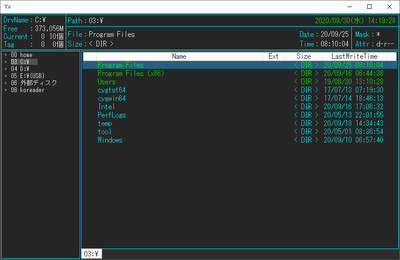 Yx
DrvName: C:¥
Path: 03:¥
2020/09/30(水) 14:19:28
Free : 373,056M
Current : 0 10個
Tag : 0 0個
File: Program Files
Size: < DIR >
Date: 20/09/25
Time: 08:10:04
Mask: *
Attr: d-r--
00 home
03 C:¥
04 D:¥
05 E:¥(USB)
06 外部ディスク
08 koreader
Name Ext Size LastWriteTime
Program Files < DIR > 20/09/25 08:10:04
Program Files (x86) < DIR > 20/09/16 06:44:38
Users < DIR > 19/08/30 13:10:28
cygtst64 < DIR > 17/07/13 07:19:30
cygwin64 < DIR > 17/07/14 18:46:13
Intel < DIR > 20/09/16 17:06:32
PerfLogs < DIR > 20/05/13 22:01:55
temp < DIR > 20/09/18 14:34:43
tool < DIR > 20/05/01 08:36:54
Windows < DIR > 20/09/10 06:57:40
03:¥